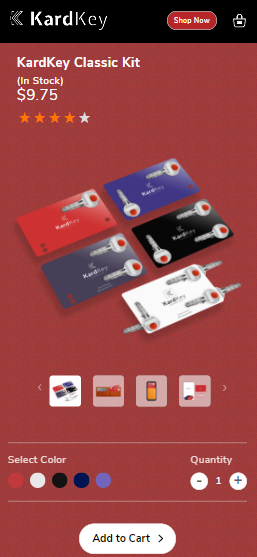 KardKey
Shop Now
KardKey Classic Kit
(In Stock)
$9.75
KardKey
KardKey
KardKey
KardKey
KardKey
Select Color
Quantity
- 1 +
Add to Cart